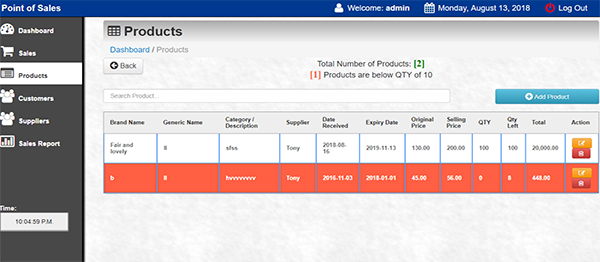 Point of Sales
Welcome: admin
Monday, August 13, 2018
Log Out
Dashboard
Sales
Products
Customers
Suppliers
Sales Report
Time:
10:04:59 P.M.
Products
Dashboard / Products
Back
Total Number of Products: [2]
[1] Products are below QTY of 10
Search Product...
Add Product
Brand Name Generic Name Category / Description Supplier Date Received Expiry Date Original Price Selling Price QTY Qty Left Total Action
Fair and lovely ll sfss Tony 2018-08-16 2019-11-13 130.00 200.00 100 100 20,000.00
b ll Tony 2016-11-03 2018-01-01 45.00 56.00 0 8 448.00